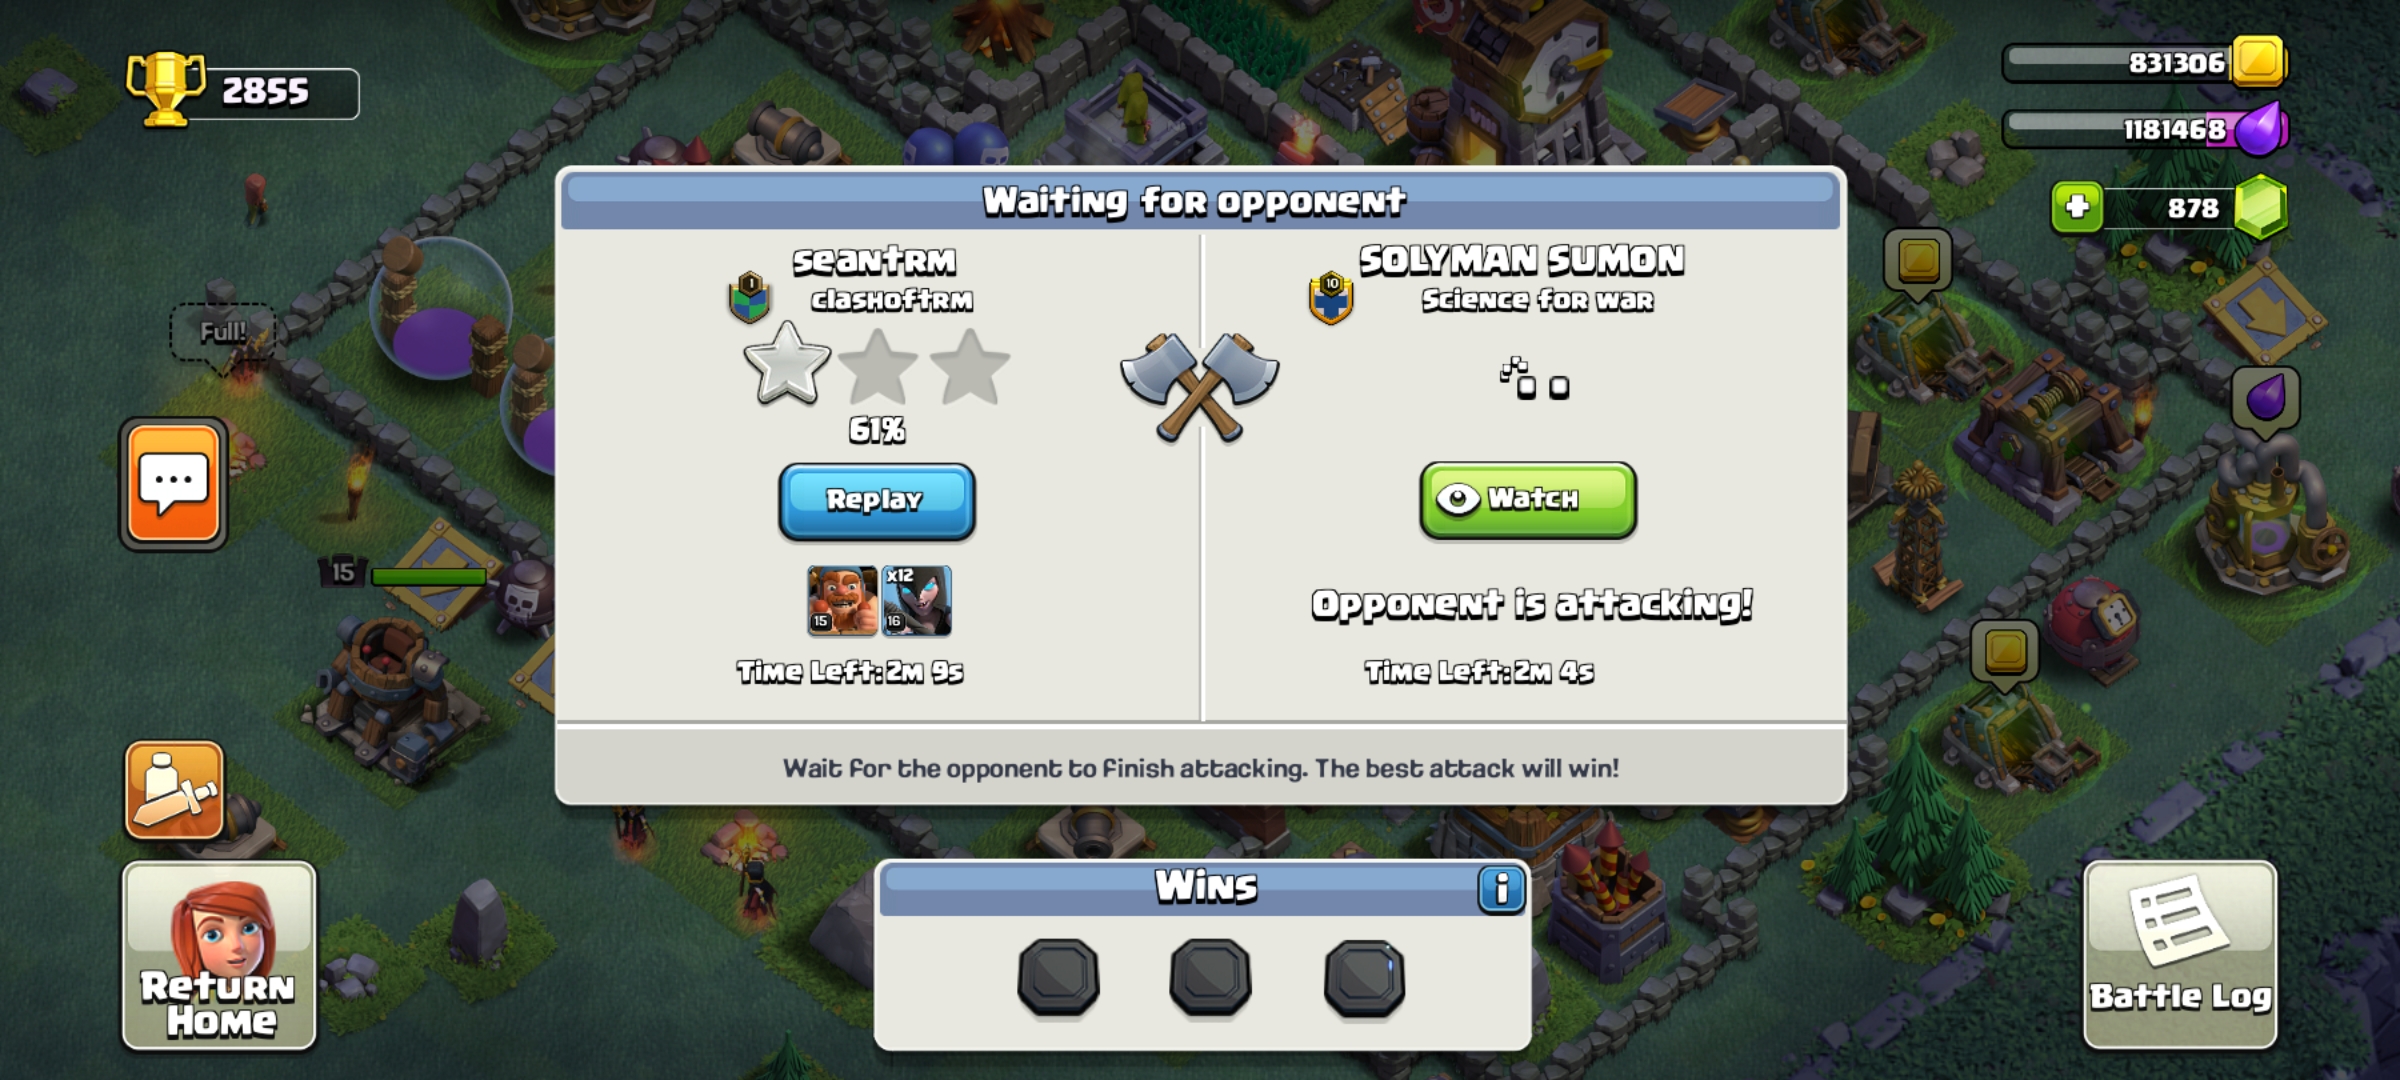 2855
831306
1181468
878
VIII
Waiting for opponent
seantrm
1
clashoftrm
SOLYMAN SUMON
10
Science for war
Full!
61%
Replay
Watch
15
x12
15
16
Opponent is attacking!
Time Left:2m 9s
Time Left:2m 4s
Wait for the opponent to finish attacking. The best attack will win!
Wins
i
Return
Home
Battle Log